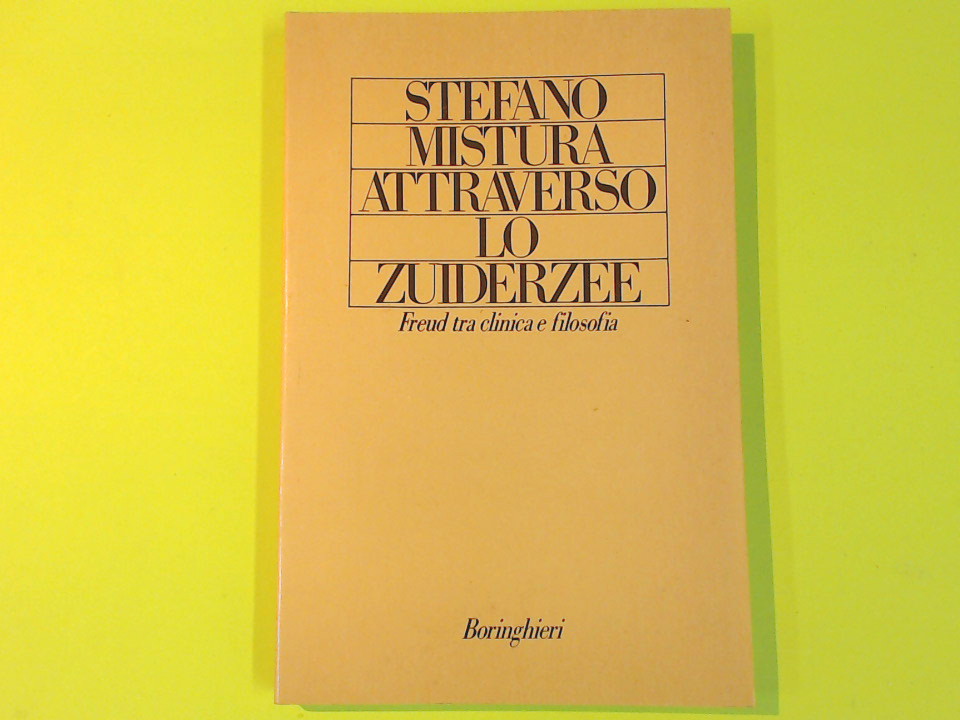 STEFANO
MISTURA
ATTRAVERSO
LO
ZUIDERZEE
Freud tra clinica e filosofia
Boringhieri